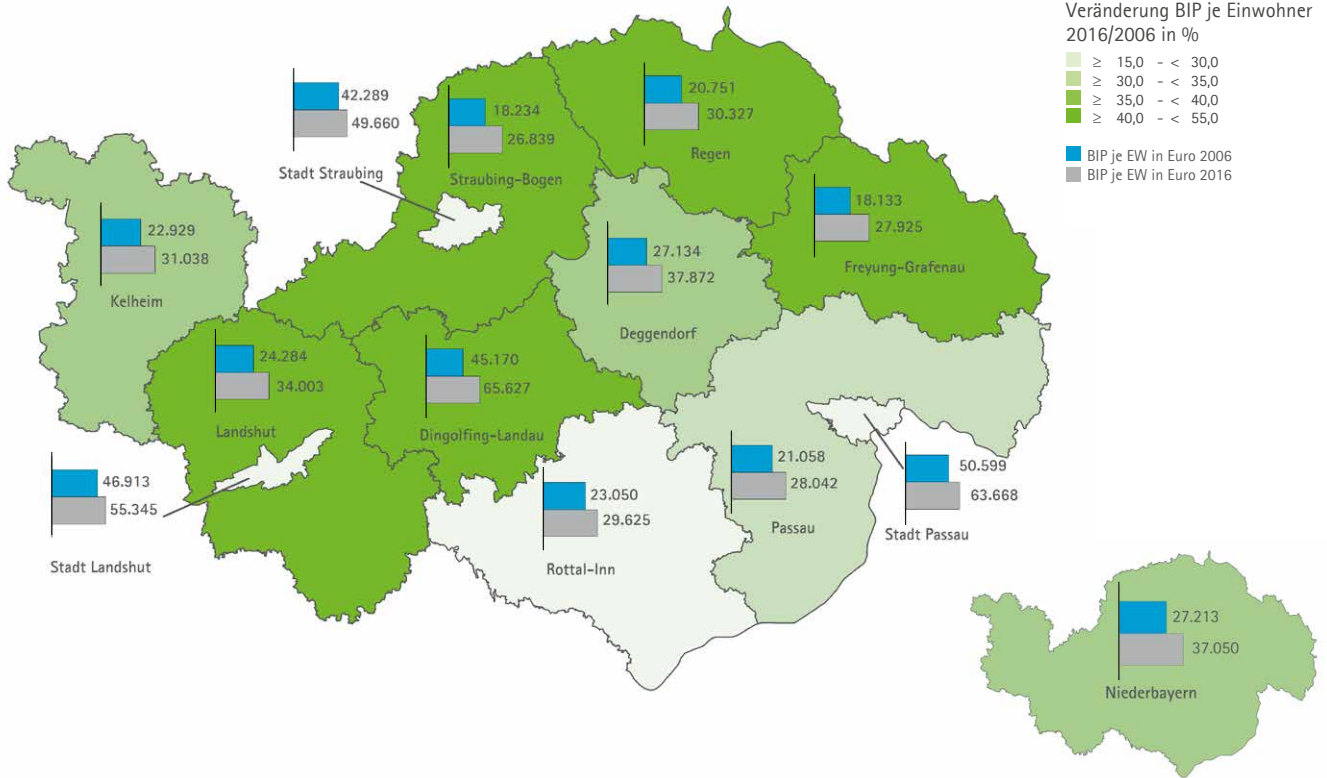 Veränderung BIP je Einwohner
2016/2006 in %
≥ 15,0 - < 30,0
≥ 30,0 - < 35,0
≥ 35,0 - < 40,0
≥ 40,0 - < 55,0
BIP je EW in Euro 2006
BIP je EW in Euro 2016
42.289
49.660
Stadt Straubing
18.234
26.839
Straubing-Bogen
20.751
30.327
Regen
22.929
31.038
Kelheim
27.134
37.872
Deggendorf
18.133
27.925
Freyung-Grafenau
24.284
34.003
Landshut
45.170
65.627
Dingolfing-Landau
46.913
55.345
Stadt Landshut
23.050
29.625
Rottal-Inn
21.058
28.042
Passau
50.599
63.668
Stadt Passau
27.213
37.050
Niederbayern